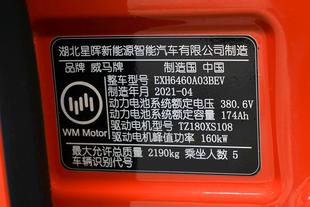 湖北星晖新能源智能汽车有限公司制造
品牌 威马牌 制造国 中国
整车型号 EXH6460A03BEV
制造年月 2021-04
动力电池系统额定电压 380.6V
动力电池系统额定容量 174Ah
驱动电机型号 TZ180XS108
驱动电机峰值功率 160kW
WM Motor
最大允许总质量 2190kg 乘坐人数 5
车辆识别代号